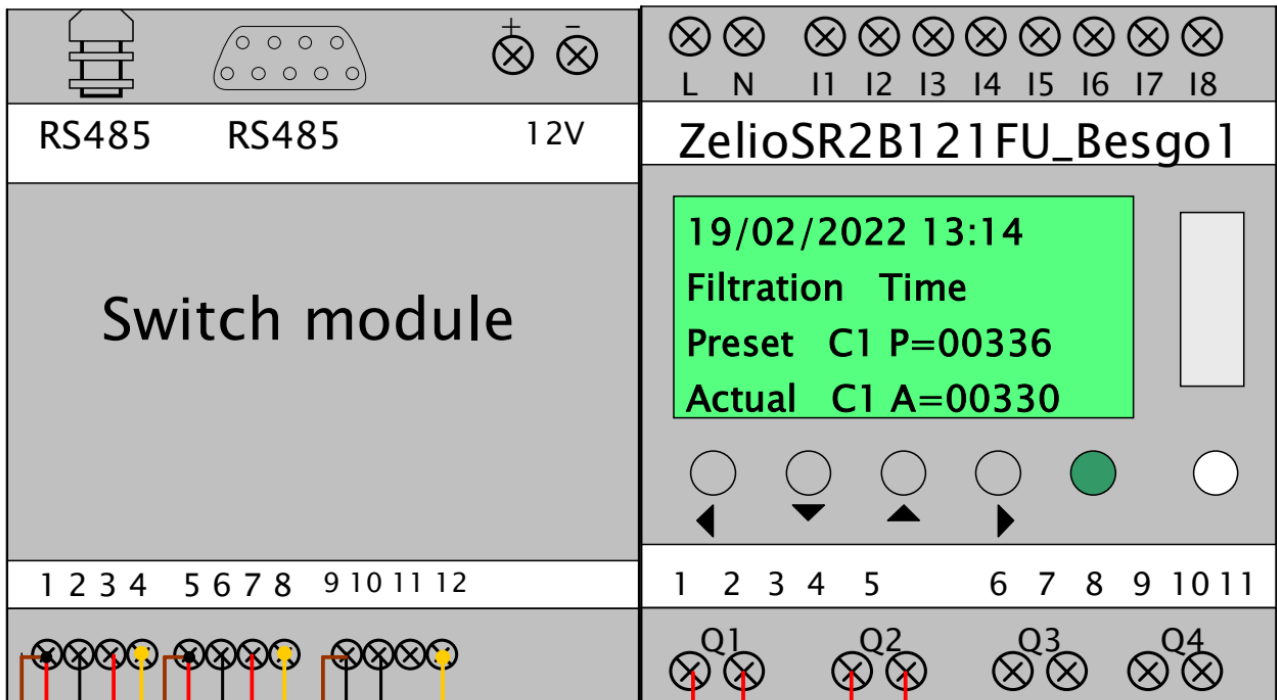 + −
L N I1 I2 I3 I4 I5 I6 I7 I8
RS485 RS485 12V
ZelioSR2B121FU_Besgo1
Switch module
19/02/2022 13:14
Filtration Time
Preset C1 P=00336
Actual C1 A=00330
1 2 3 4 5 6 7 8 9 10 11 12
1 2 3 4 5 6 7 8 9 10 11
Q1 Q2 Q3 Q4